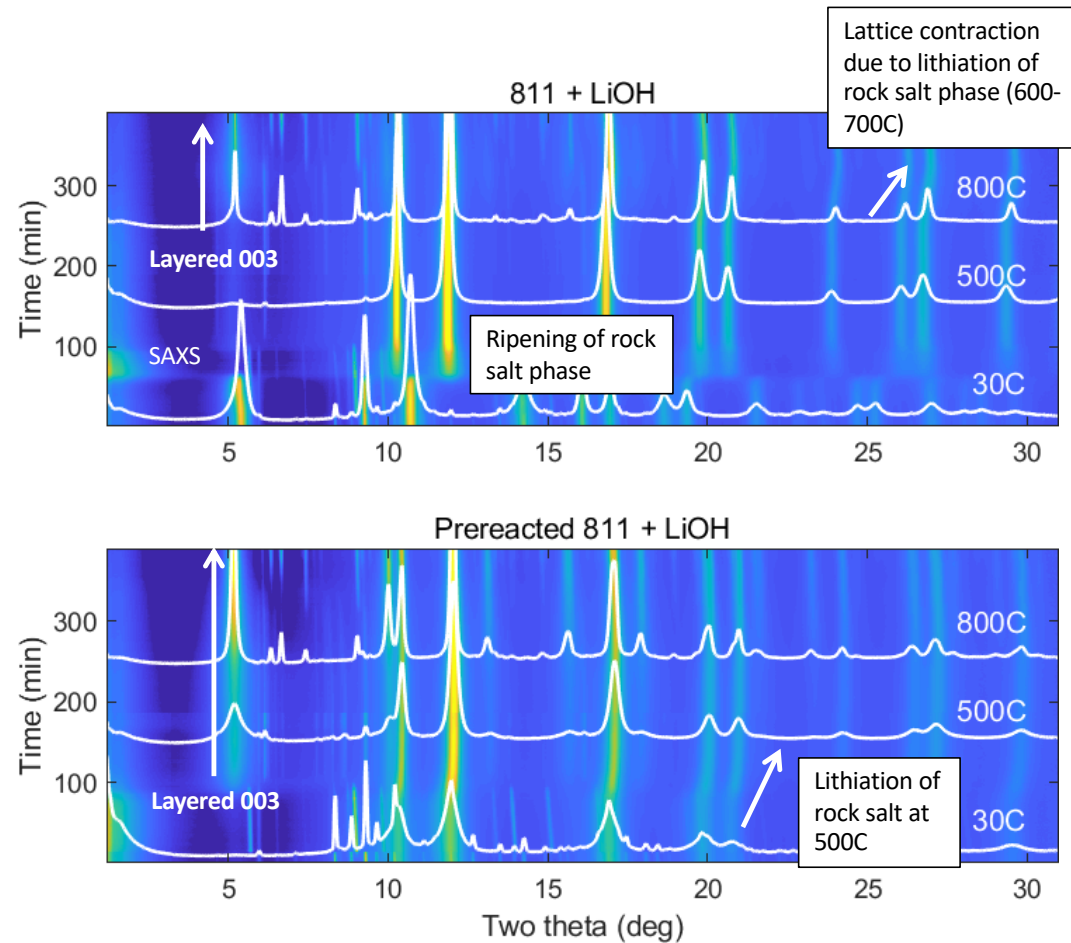 Lattice contraction
due to lithiation of
rock salt phase (600-
700C)
811 + LiOH
Time (min)
300
200
100
800C
500C
30C
Layered 003
SAXS
Ripening of rock
salt phase
5
10
15
20
25
30
Prereacted 811 + LiOH
Time (min)
300
200
100
800C
500C
30C
Layered 003
Lithiation of
rock salt at
500C
5
10
15
20
25
30
Two theta (deg)